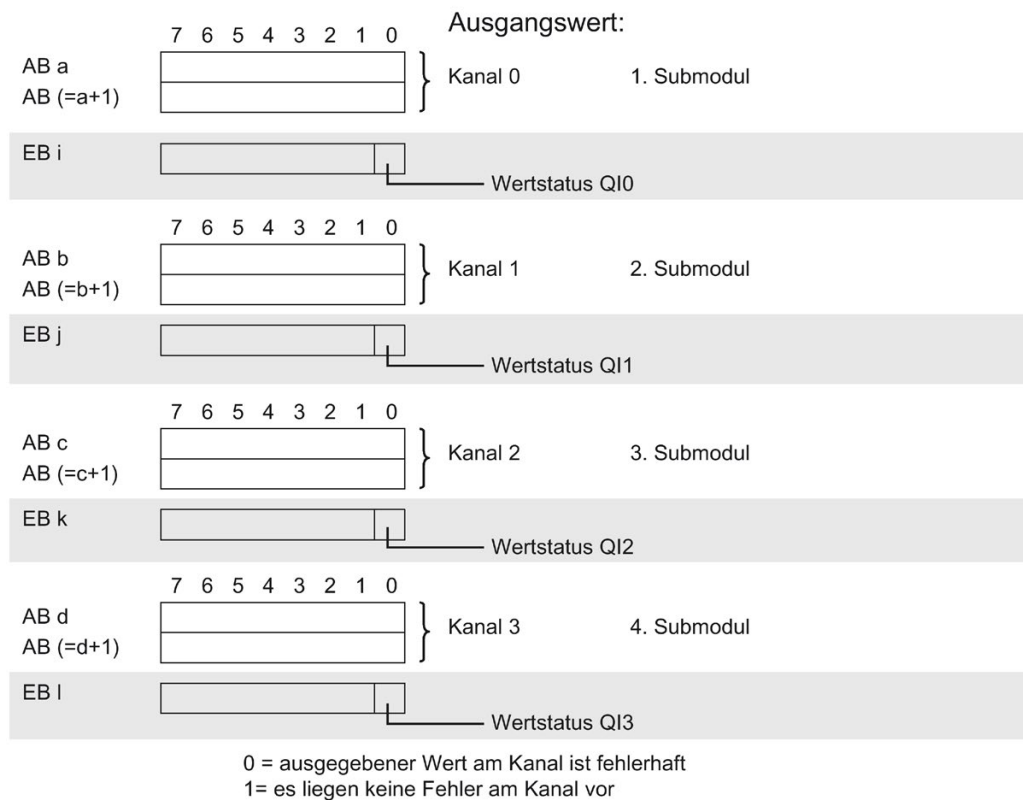 Ausgangswert:
7 6 5 4 3 2 1 0
AB a
Kanal 0 1. Submodul
AB (=a+1)
EB i
Wertstatus QI0
7 6 5 4 3 2 1 0
AB b
Kanal 1 2. Submodul
AB (=b+1)
EB j
Wertstatus QI1
7 6 5 4 3 2 1 0
AB c
Kanal 2 3. Submodul
AB (=c+1)
EB k
Wertstatus QI2
7 6 5 4 3 2 1 0
AB d
Kanal 3 4. Submodul
AB (=d+1)
EB l
Wertstatus QI3
0 = ausgegebener Wert am Kanal ist fehlerhaft
1= es liegen keine Fehler am Kanal vor